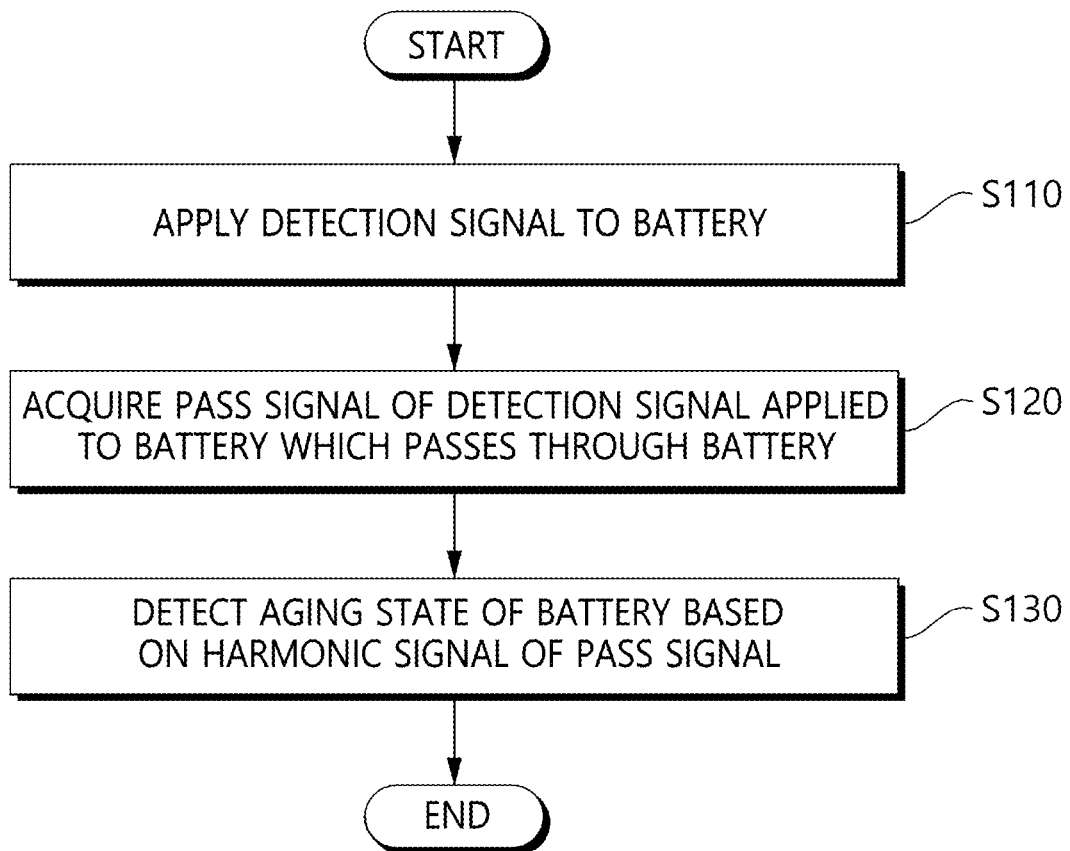 START
APPLY DETECTION SIGNAL TO BATTERY
S110
ACQUIRE PASS SIGNAL OF DETECTION SIGNAL APPLIED
TO BATTERY WHICH PASSES THROUGH BATTERY
S120
DETECT AGING STATE OF BATTERY BASED
ON HARMONIC SIGNAL OF PASS SIGNAL
S130
END